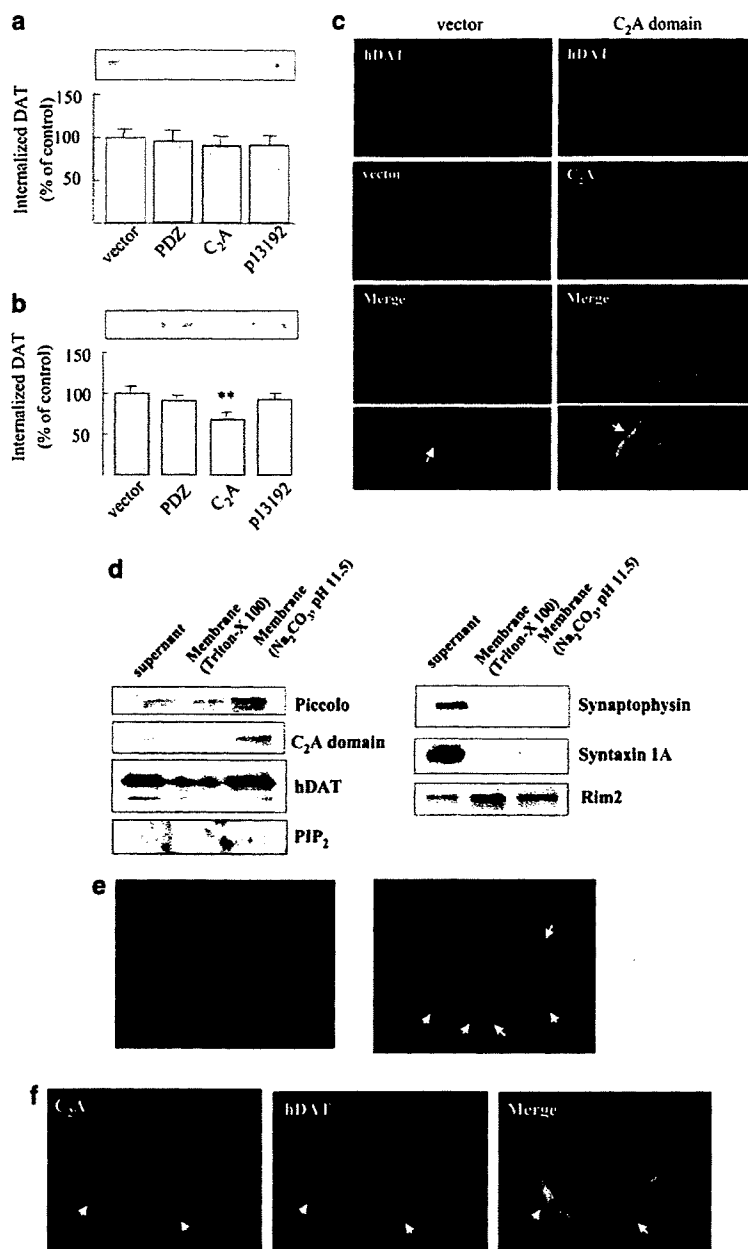 a
Internalized DAT
(% of control)
150
100
50
vector
PDZ
C₂A
p13192
b
Internalized DAT
(% of control)
150
100
50
**
vector
PDZ
C₂A
p13192
c
vector
C₂A domain
hDAT
hDAT
vector
C₂A
Merge
Merge
d
supernant
Membrane
(Triton-X 100)
Membrane
(Na₂CO₃, pH 11.5)
Piccolo
C₂A domain
hDAT
PIP₂
supernant
Membrane
(Triton-X 100)
Membrane
(Na₂CO₃, pH 11.5)
Synaptophysin
Syntaxin 1A
Rim2
e
f
C₂A
hDAT
Merge